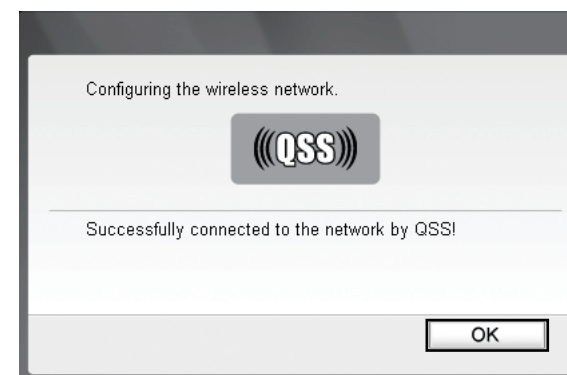 Configuring the wireless network.
(((QSS)))
Successfully connected to the network by QSS!
OK